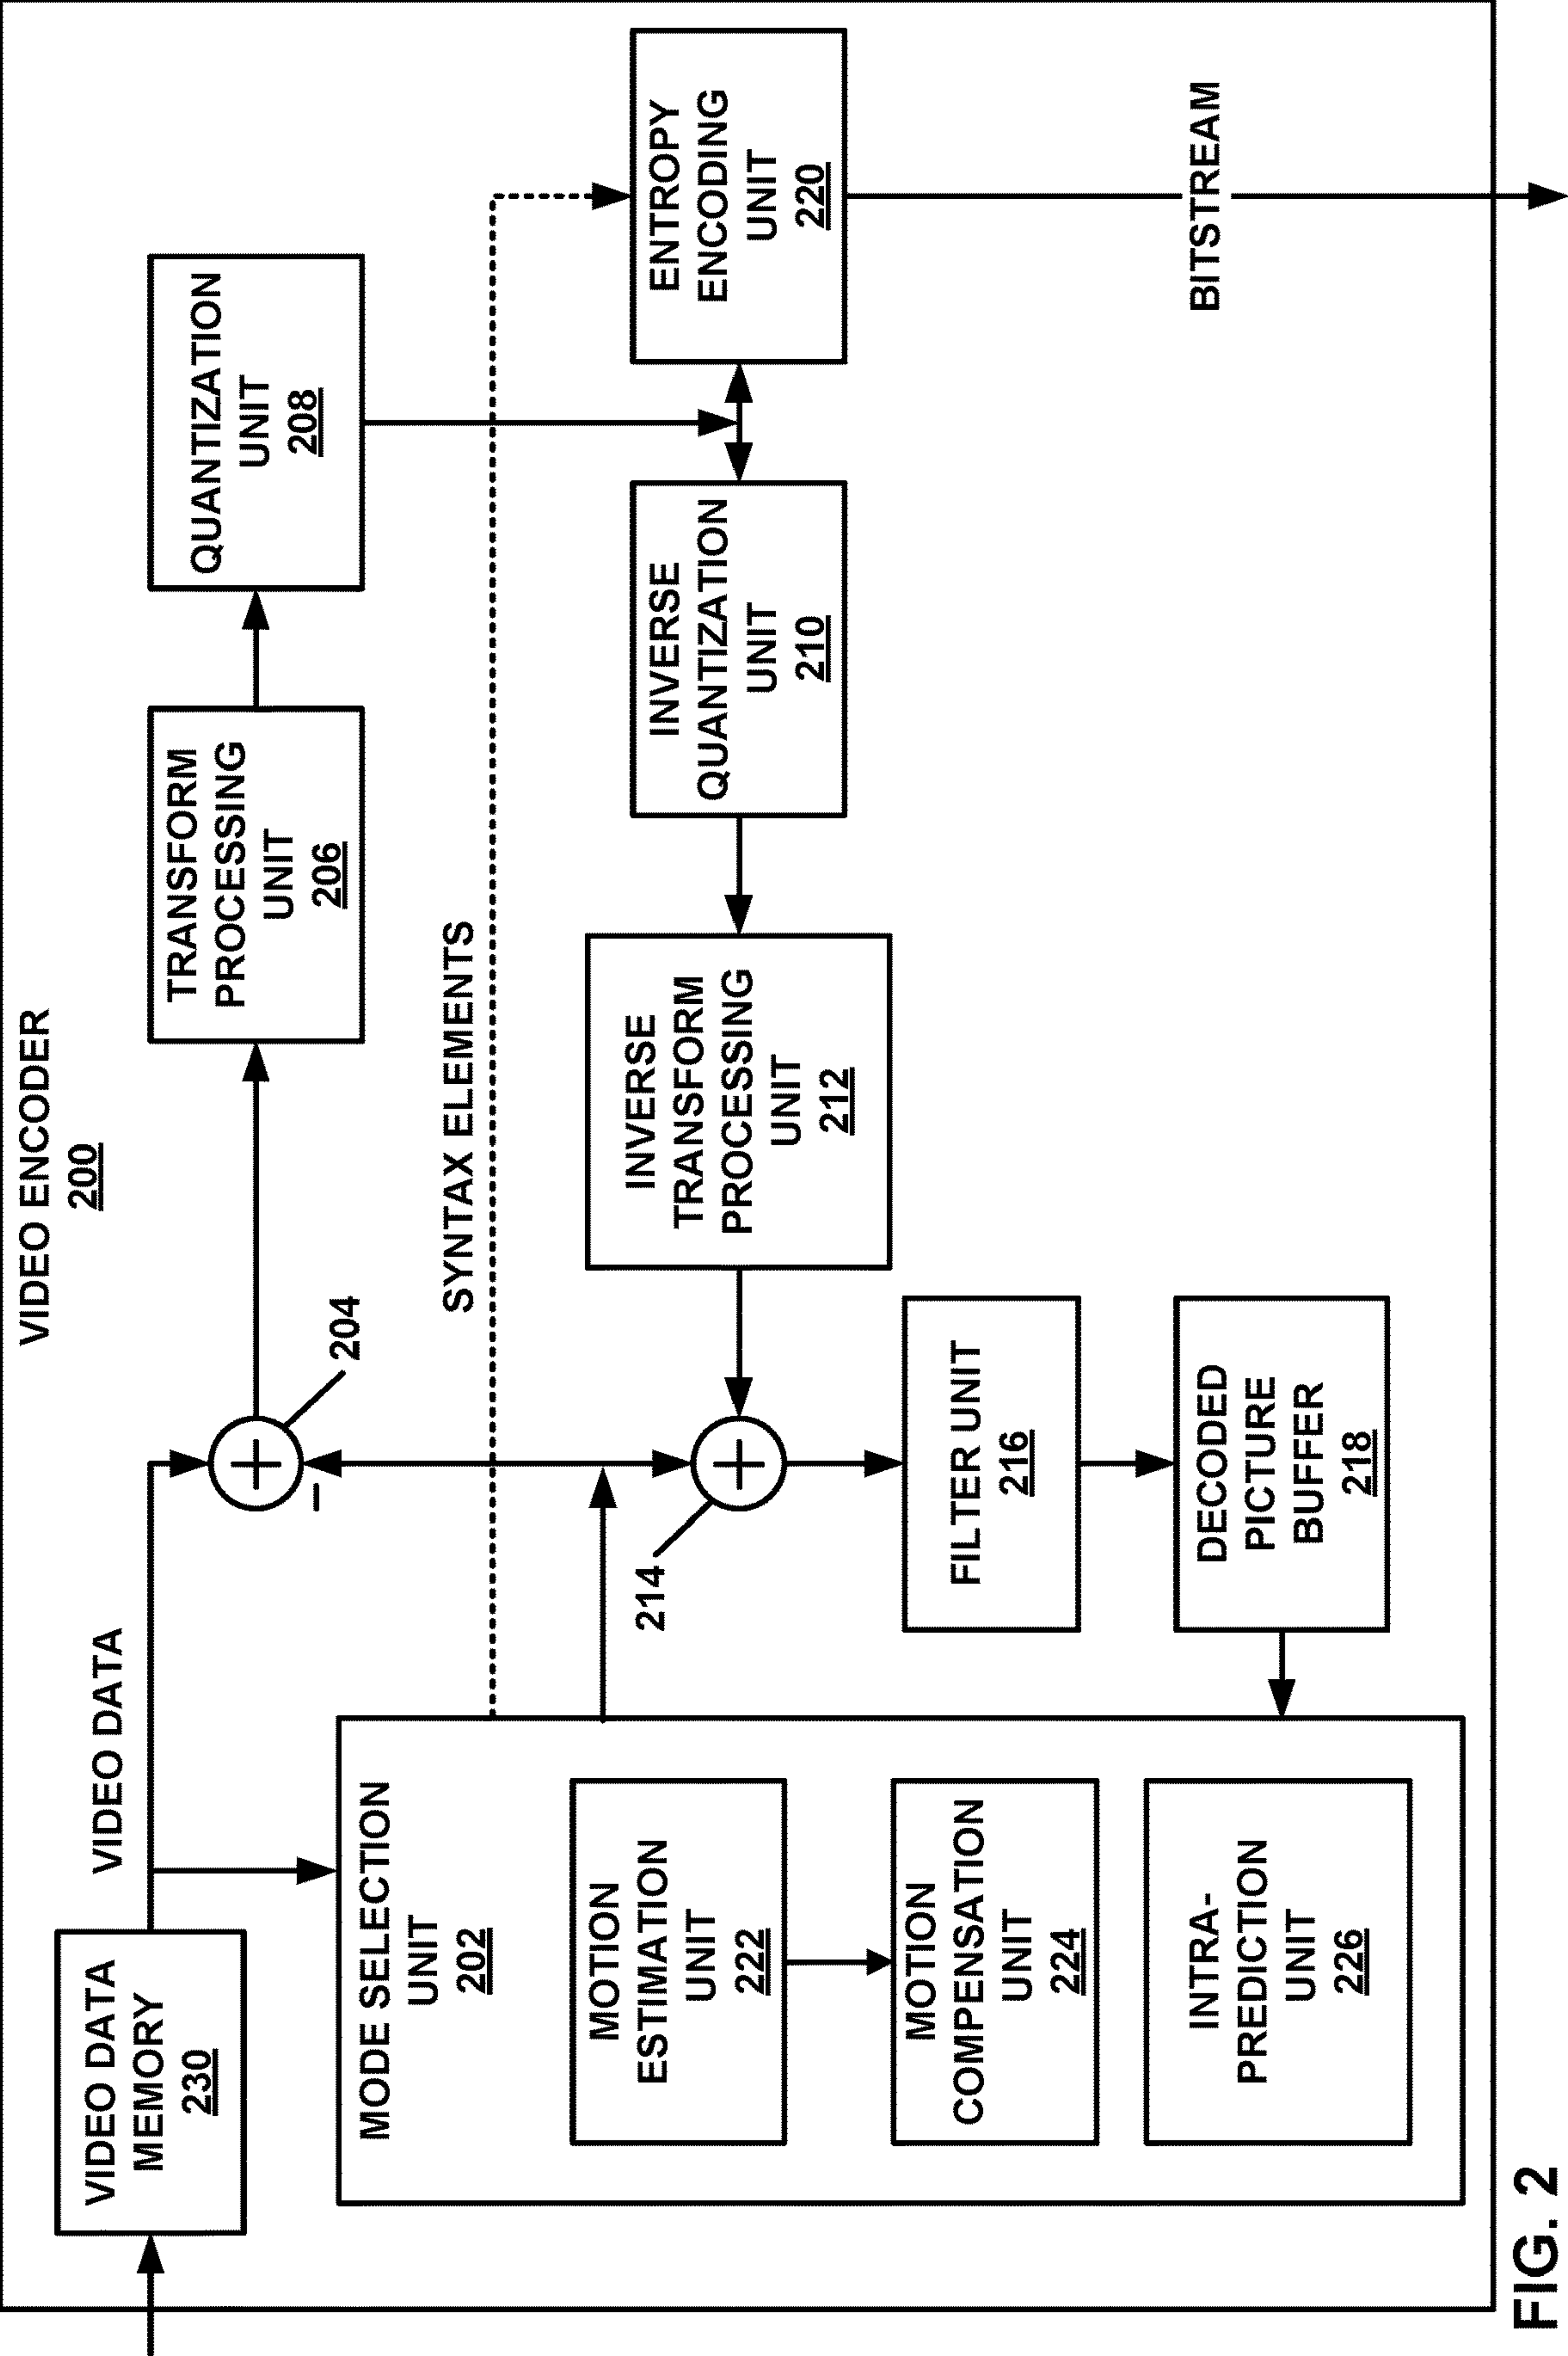 VIDEO ENCODER
200
VIDEO DATA
MEMORY
230
VIDEO DATA
204
TRANSFORM
PROCESSING
UNIT
206
QUANTIZATION
UNIT
208
SYNTAX ELEMENTS
MODE SELECTION
UNIT
202
MOTION
ESTIMATION
UNIT
222
MOTION
COMPENSATION
UNIT
224
INTRA-
PREDICTION
UNIT
226
214
INVERSE
TRANSFORM
PROCESSING
UNIT
212
INVERSE
QUANTIZATION
UNIT
210
ENTROPY
ENCODING
UNIT
220
FILTER UNIT
216
DECODED
PICTURE
BUFFER
218
BITSTREAM
FIG. 2